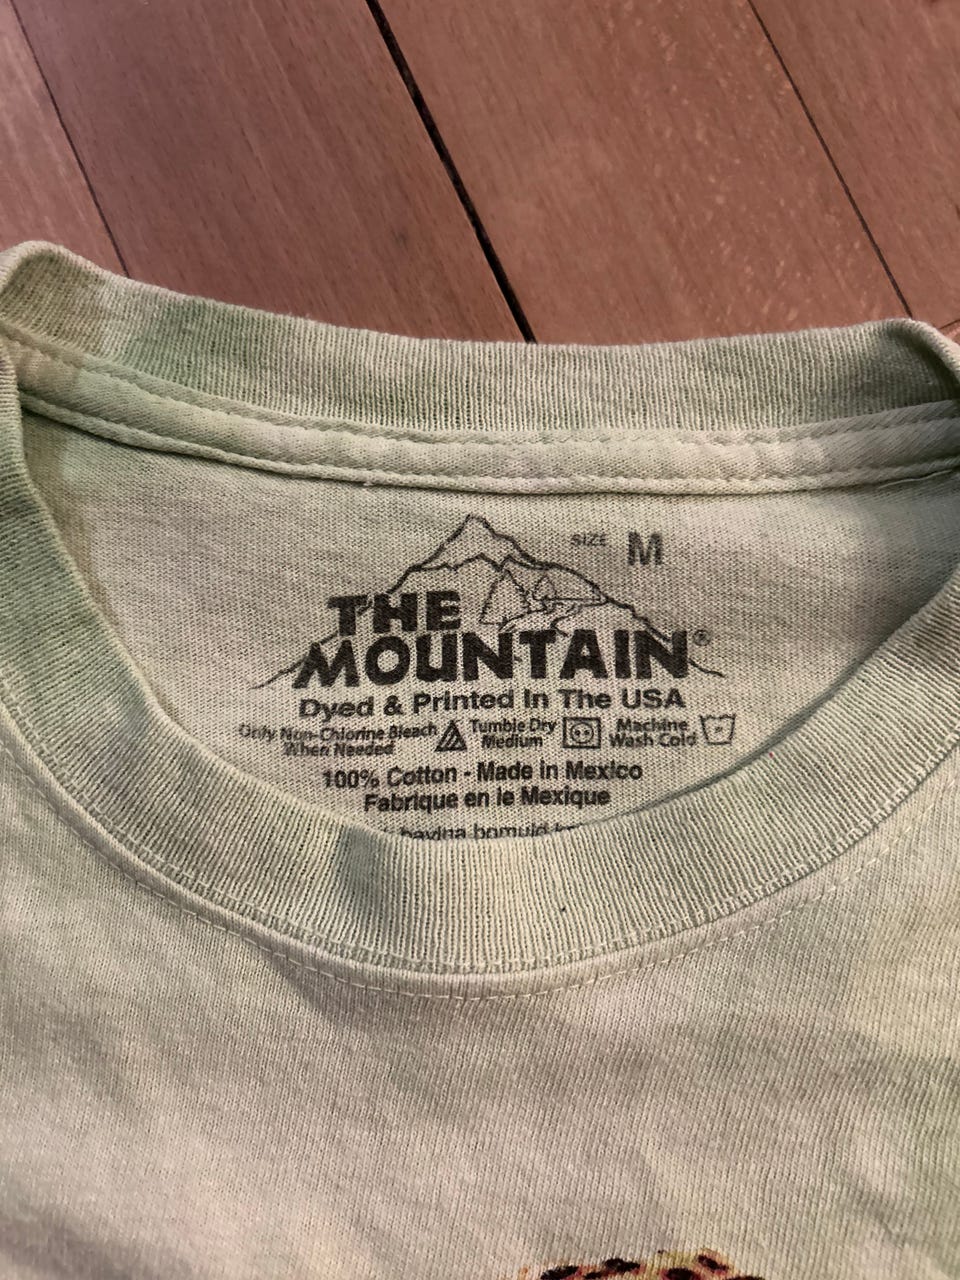 SIZE M
THE
MOUNTAIN®
Dyed & Printed In The USA
Only Non-Chlorine Bleach
When Needed
Tumble Dry
Medium
Machine
Wash Cold
100% Cotton - Made in Mexico
Fabrique en le Mexique